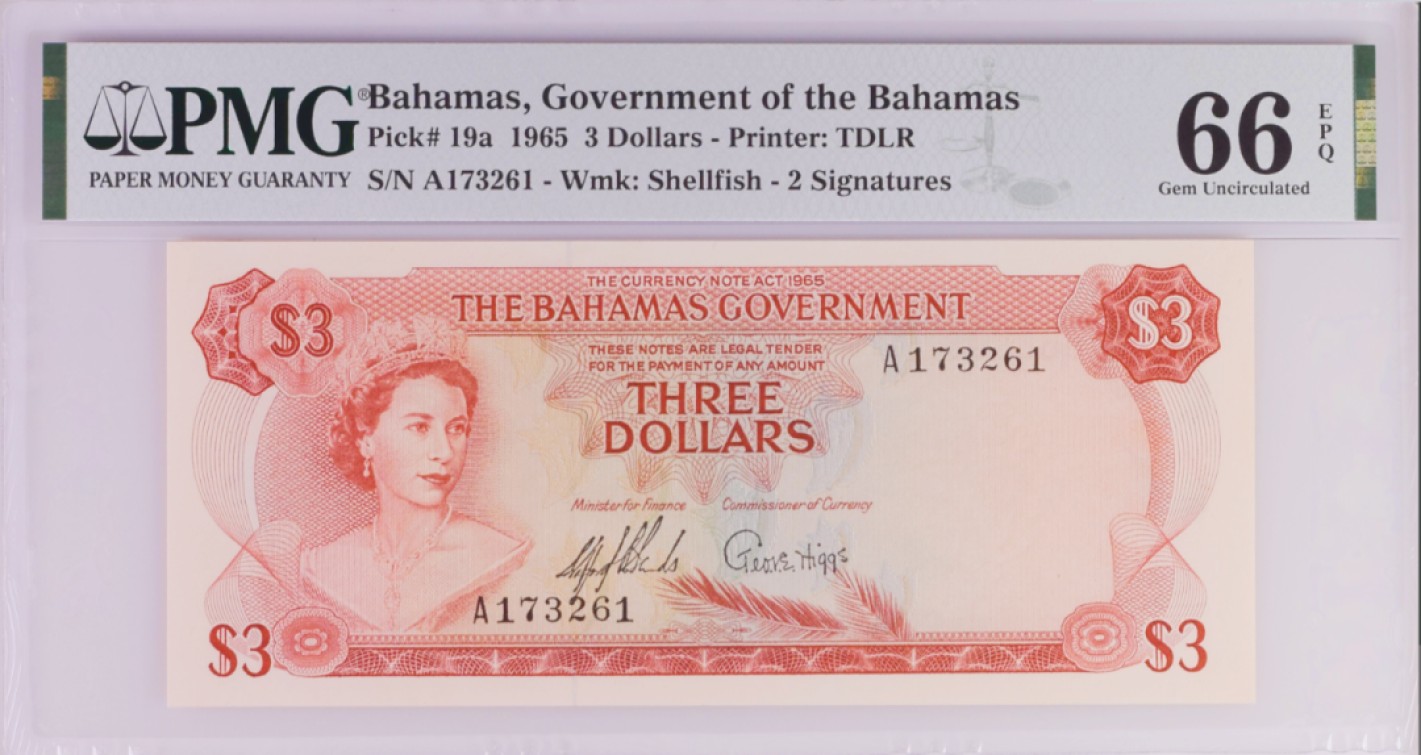 PMG®
PAPER MONEY GUARANTY
Bahamas, Government of the Bahamas
Pick# 19a 1965 3 Dollars - Printer: TDLR
S/N A173261 - Wmk: Shellfish - 2 Signatures
66
EPQ
Gem Uncirculated
THE CURRENCY NOTE ACT 1965
THE BAHAMAS GOVERNMENT
$3
$3
THESE NOTES ARE LEGAL TENDER
FOR THE PAYMENT OF ANY AMOUNT
A173261
THREE
DOLLARS
Minister for Finance
Commissioner of Currency
Geo. E. Higgs
A173261
$3
$3